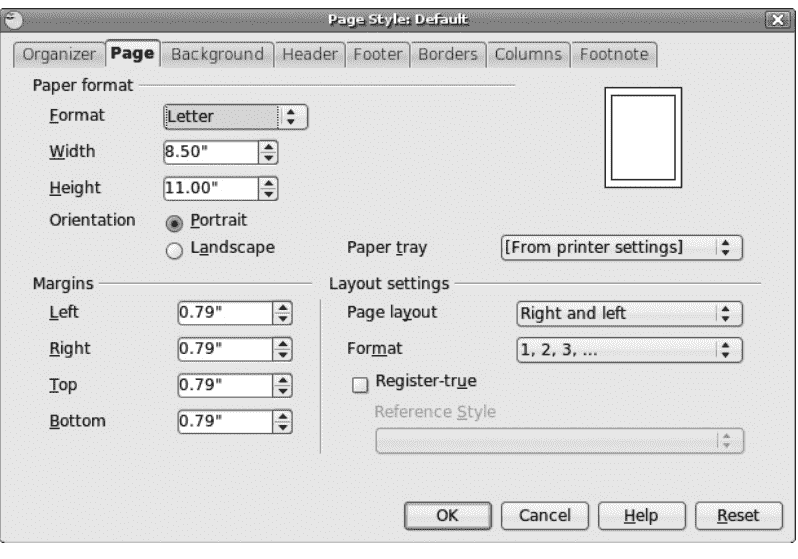 Page Style: Default
Organizer Page Background Header Footer Borders Columns Footnote
Paper format
Format Letter
Width 8.50"
Height 11.00"
Orientation Portrait
Landscape
Paper tray [From printer settings]
Margins
Left 0.79"
Right 0.79"
Top 0.79"
Bottom 0.79"
Layout settings
Page layout Right and left
Format 1, 2, 3, ...
Register-true
Reference Style
OK Cancel Help Reset